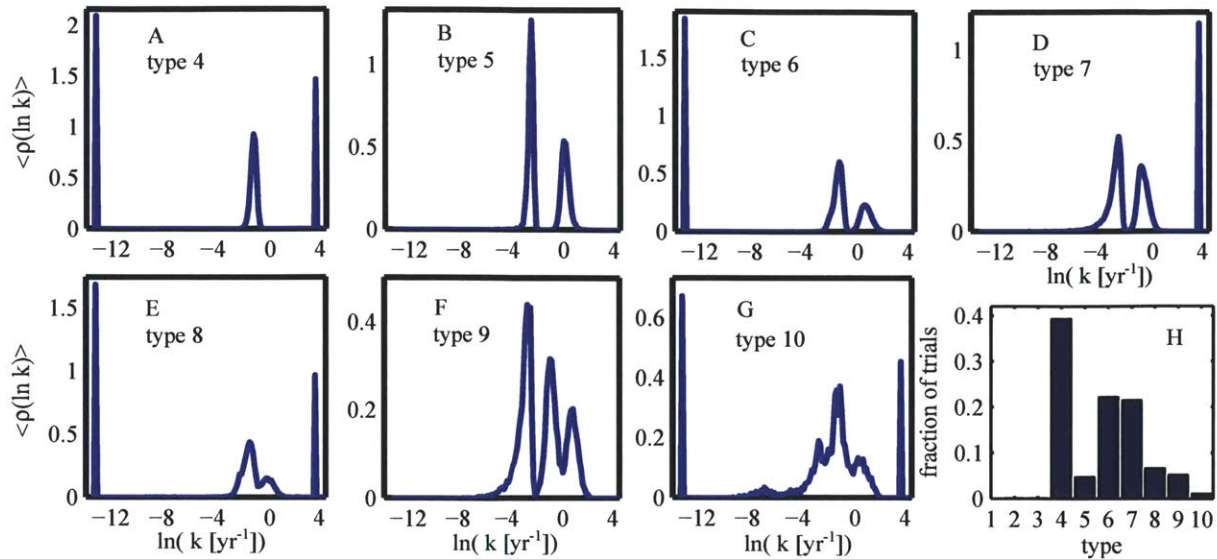 <ρ(ln k)>
2
1.5
1
0.5
0
A
type 4
−12 −8 −4 0 4
1
0.5
0
B
type 5
−12 −8 −4 0 4
1.5
1
0.5
0
C
type 6
−12 −8 −4 0 4
1
0.5
0
D
type 7
−12 −8 −4 0 4
ln( k [yr⁻¹])
<ρ(ln k)>
1.5
1
0.5
0
E
type 8
−12 −8 −4 0 4
ln( k [yr⁻¹])
0.4
0.2
0
F
type 9
−12 −8 −4 0 4
ln( k [yr⁻¹])
0.6
0.4
0.2
0
G
type 10
−12 −8 −4 0 4
ln( k [yr⁻¹])
fraction of trials
0.4
0.3
0.2
0.1
0
H
1 2 3 4 5 6 7 8 9 10
type